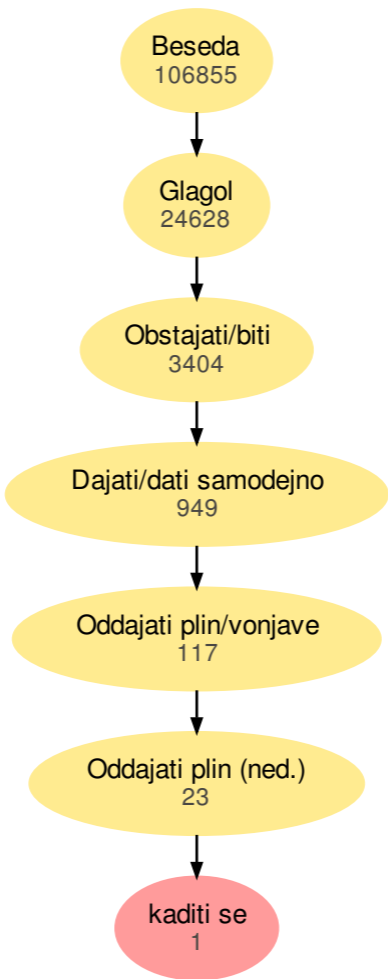 Beseda
106855
Glagol
24628
Obstajati/biti
3404
Dajati/dati samodejno
949
Oddajati plin/vonjave
117
Oddajati plin (ned.)
23
kaditi se
1